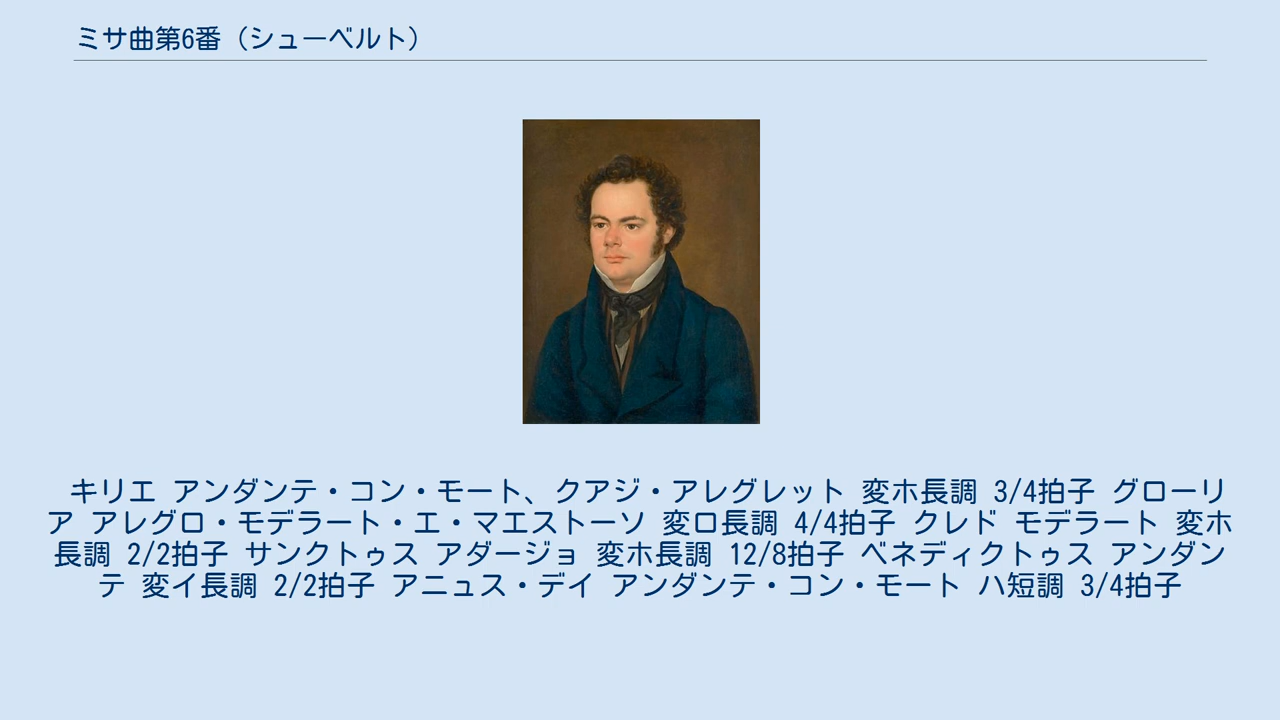 ミサ曲第6番（シューベルト）
キリエ アンダンテ・コン・モート、クアジ・アレグレット 変ホ長調 3/4拍子 グローリ
ア アレグロ・モデラート・エ・マエストーソ 変ロ長調 4/4拍子 クレド モデラート 変ホ
長調 2/2拍子 サンクトゥス アダージョ 変ホ長調 12/8拍子 ベネディクトゥス アンダン
テ 変イ長調 2/2拍子 アニュス・デイ アンダンテ・コン・モート ハ短調 3/4拍子